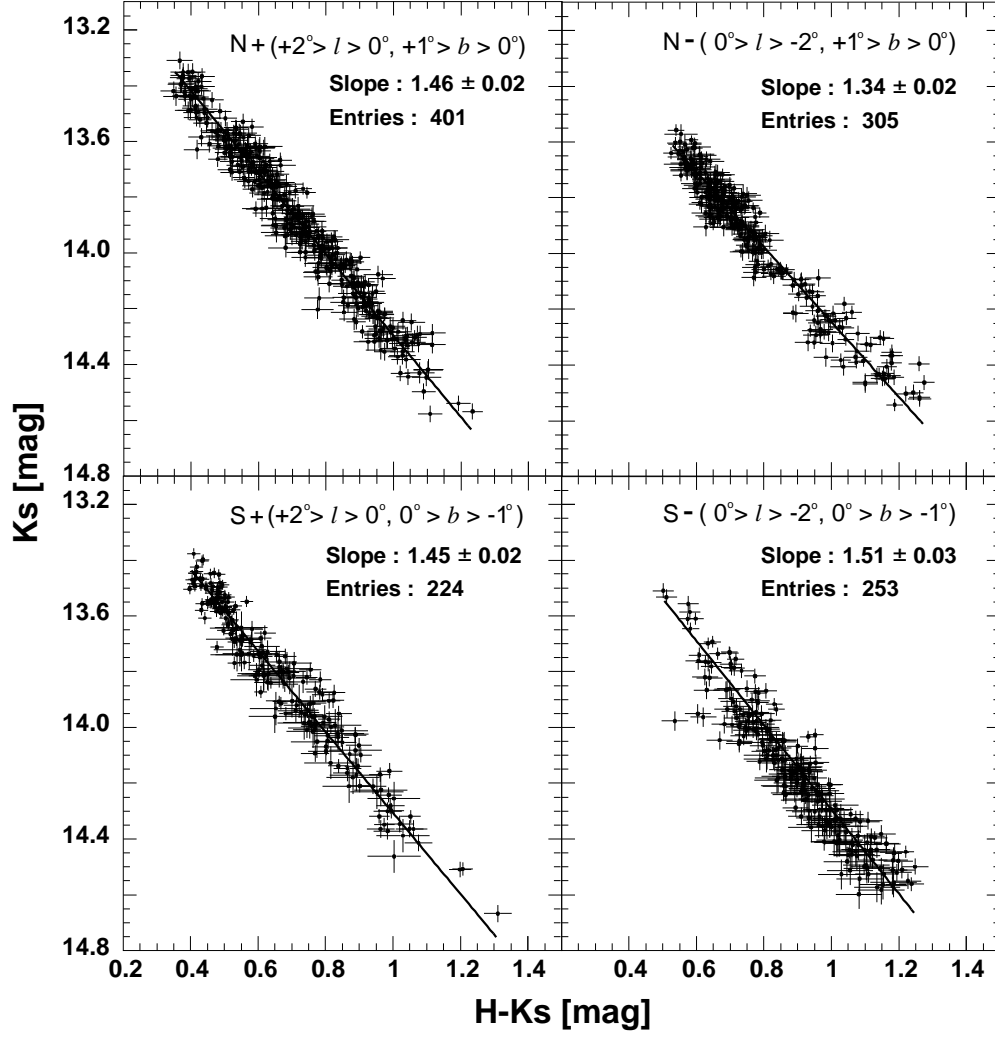 N+(+2°> l > 0°, +1°> b > 0°)
Slope : 1.46 ± 0.02
Entries : 401
N-( 0°> l > -2°, +1°> b > 0°)
Slope : 1.34 ± 0.02
Entries : 305
13.2
13.6
14.0
14.4
14.8
S+(+2°> l > 0°, 0°> b > -1°)
Slope : 1.45 ± 0.02
Entries : 224
S-( 0°> l > -2°, 0°> b > -1°)
Slope : 1.51 ± 0.03
Entries : 253
13.2
13.6
14.0
14.4
14.8
Ks [mag]
0.2 0.4 0.6 0.8 1 1.2 0.4 0.6 0.8 1 1.2
H-Ks [mag]